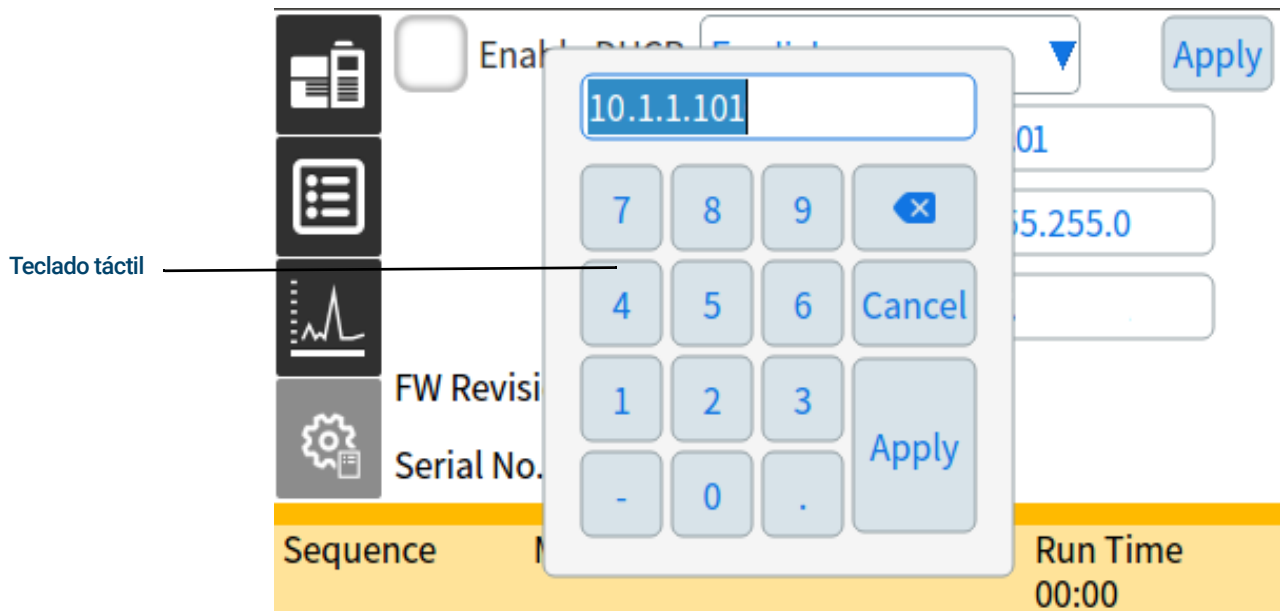 Apply
10.1.1.101
.01
7 8 9
55.255.0
Teclado táctil
4 5 6 Cancel
FW Revisi
1 2 3
Apply
Serial No.
- 0 .
Sequence
Run Time
00:00